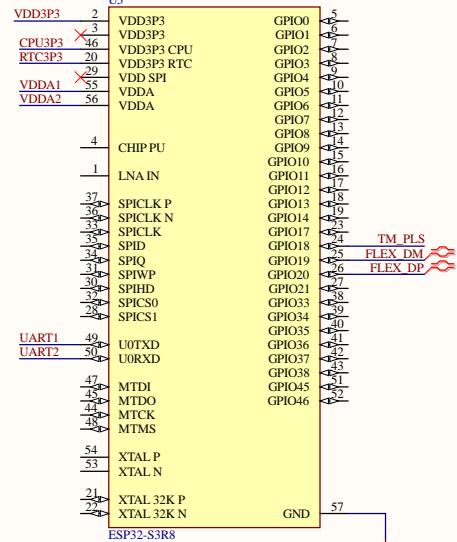 U5
VDD3P3 2 VDD3P3 GPIO0 5
3 VDD3P3 GPIO1 6
CPU3P3 46 VDD3P3 CPU GPIO2 7
RTC3P3 20 VDD3P3 RTC GPIO3 8
29 VDD SPI GPIO4 9
VDDA1 55 VDDA GPIO5 10
VDDA2 56 VDDA GPIO6 11
GPIO7 12
GPIO8 13
4 CHIP PU GPIO9 14
GPIO10 15
1 LNA IN GPIO11 16
GPIO12 17
37 SPICLK P GPIO13 18
36 SPICLK N GPIO14 19
33 SPICLK GPIO17 23
35 SPID GPIO18 24 TM_PLS
34 SPIQ GPIO19 25 FLEX_DM
31 SPIWP GPIO20 26 FLEX_DP
30 SPIHD GPIO21 27
32 SPICS0 GPIO33 38
28 SPICS1 GPIO34 39
GPIO35 40
UART1 49 U0TXD GPIO36 41
UART2 50 U0RXD GPIO37 42
GPIO38 43
47 MTDI GPIO45 51
45 MTDO GPIO46 52
44 MTCK
48 MTMS
54 XTAL P
53 XTAL N
21 XTAL 32K P
22 XTAL 32K N GND 57
ESP32-S3R8